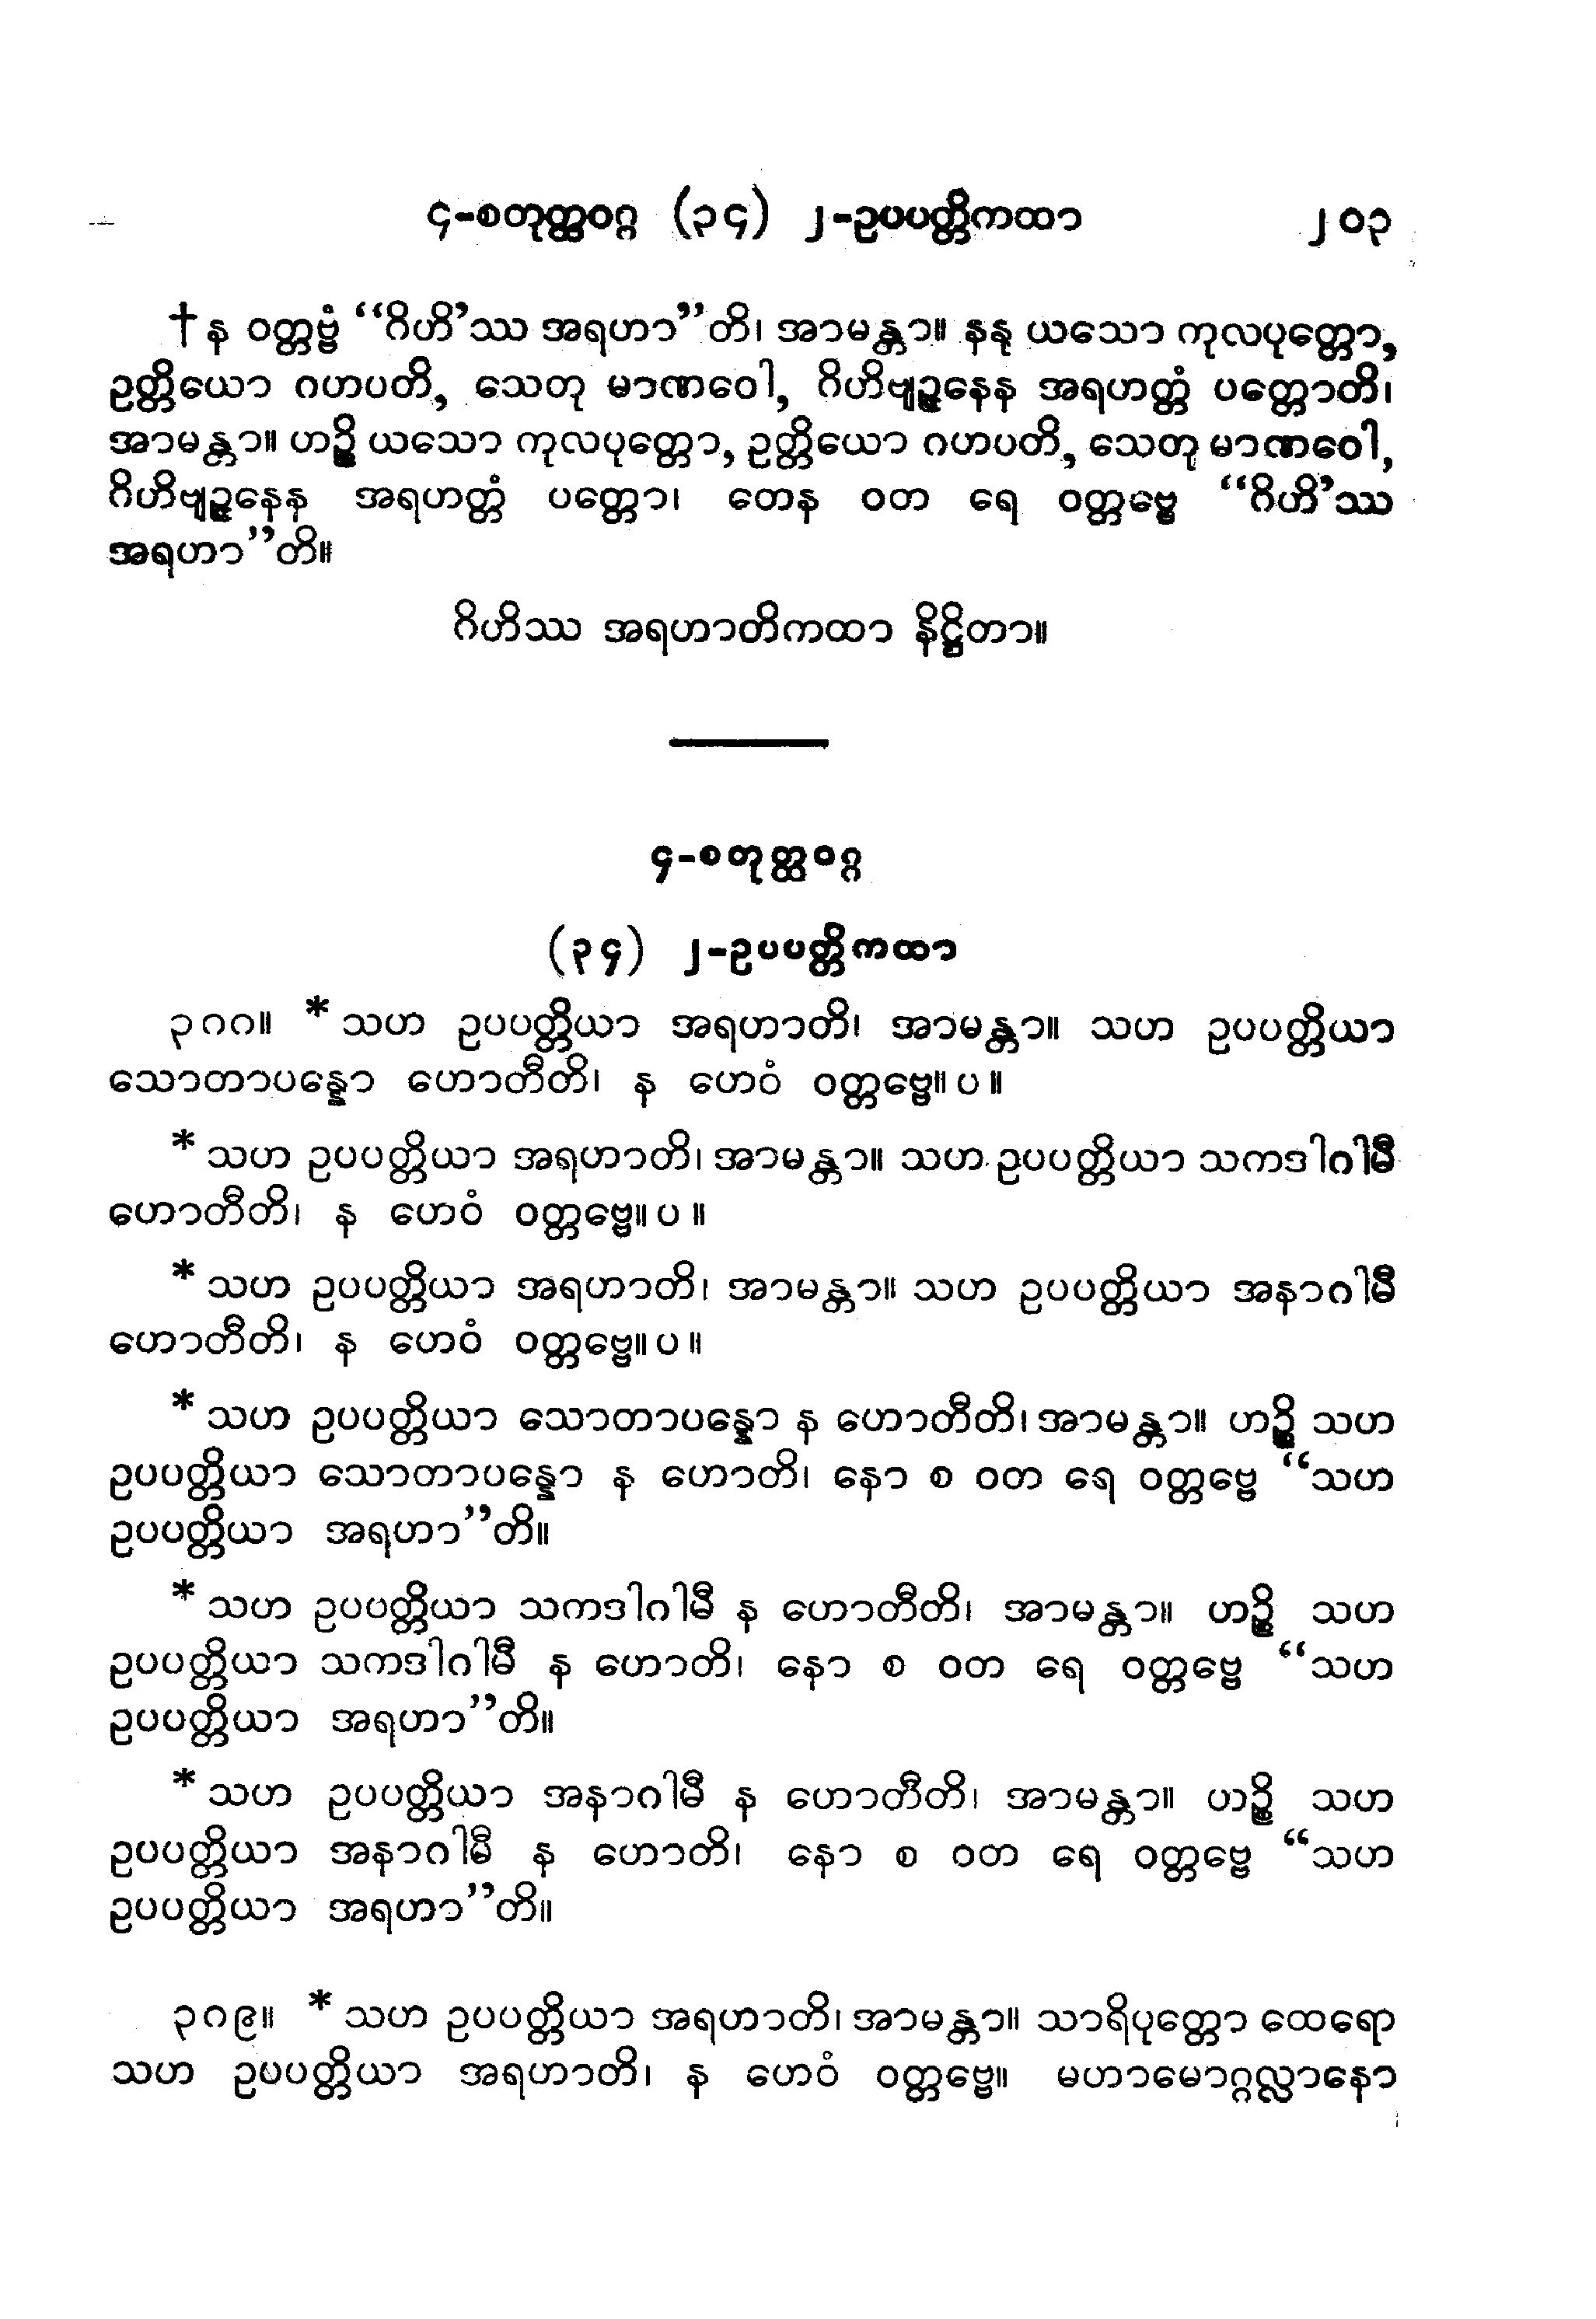 ၄-စတုတ္ထဝဂ္ဂ (၃၄) ၂-ဥပပတ္တိကထာ ၂၀၃
†န ဝတ္တဗ္ဗံ “ဂိဟိ’ဿ အရဟာ”တိ၊ အာမန္တာ။ နနု ယသော ကုလပုတ္တော,
ဥတ္တိယော ဂဟပတိ, သေတု မာဏဝေါ, ဂိဟိဗျဉ္ဇနေန အရဟတ္တံ ပတ္တောတိ၊
အာမန္တာ။ ဟဉ္စိ ယသော ကုလပုတ္တော, ဥတ္တိယော ဂဟပတိ, သေတု မာဏဝေါ,
ဂိဟိဗျဉ္ဇနေန အရဟတ္တံ ပတ္တော၊ တေန ဝတ ရေ ဝတ္တဗ္ဗေ “ဂိဟိ’ဿ
အရဟာ”တိ။
ဂိဟိဿ အရဟာတိကထာ နိဋ္ဌိတာ။
၄-စတုတ္ထဝဂ္ဂ
(၃၄) ၂-ဥပပတ္တိကထာ
၃၈၈။ *သဟ ဥပပတ္တိယာ အရဟာတိ၊ အာမန္တာ။ သဟ ဥပပတ္တိယာ
သောတာပန္နော ဟောတီတိ၊ န ဟေဝံ ဝတ္တဗ္ဗေ။ ပ ။
*သဟ ဥပပတ္တိယာ အရဟာတိ၊ အာမန္တာ။ သဟ ဥပပတ္တိယာ သကဒါဂါမီ
ဟောတီတိ၊ န ဟေဝံ ဝတ္တဗ္ဗေ။ ပ ။
*သဟ ဥပပတ္တိယာ အရဟာတိ၊ အာမန္တာ။ သဟ ဥပပတ္တိယာ အနာဂါမီ
ဟောတီတိ၊ န ဟေဝံ ဝတ္တဗ္ဗေ။ ပ ။
*သဟ ဥပပတ္တိယာ သောတာပန္နော န ဟောတီတိ၊ အာမန္တာ။ ဟဉ္စိ သဟ
ဥပပတ္တိယာ သောတာပန္နော န ဟောတိ၊ နော စ ဝတ ရေ ဝတ္တဗ္ဗေ “သဟ
ဥပပတ္တိယာ အရဟာ”တိ။
*သဟ ဥပပတ္တိယာ သကဒါဂါမီ န ဟောတီတိ၊ အာမန္တာ။ ဟဉ္စိ သဟ
ဥပပတ္တိယာ သကဒါဂါမီ န ဟောတိ၊ နော စ ဝတ ရေ ဝတ္တဗ္ဗေ “သဟ
ဥပပတ္တိယာ အရဟာ”တိ။
*သဟ ဥပပတ္တိယာ အနာဂါမီ န ဟောတီတိ၊ အာမန္တာ။ ဟဉ္စိ သဟ
ဥပပတ္တိယာ အနာဂါမီ န ဟောတိ၊ နော စ ဝတ ရေ ဝတ္တဗ္ဗေ “သဟ
ဥပပတ္တိယာ အရဟာ”တိ။
၃၈၉။ *သဟ ဥပပတ္တိယာ အရဟာတိ၊ အာမန္တာ။ သာရိပုတ္တော ထေရော
သဟ ဥပပတ္တိယာ အရဟာတိ၊ န ဟေဝံ ဝတ္တဗ္ဗေ။ မဟာမောဂ္ဂလ္လာနော